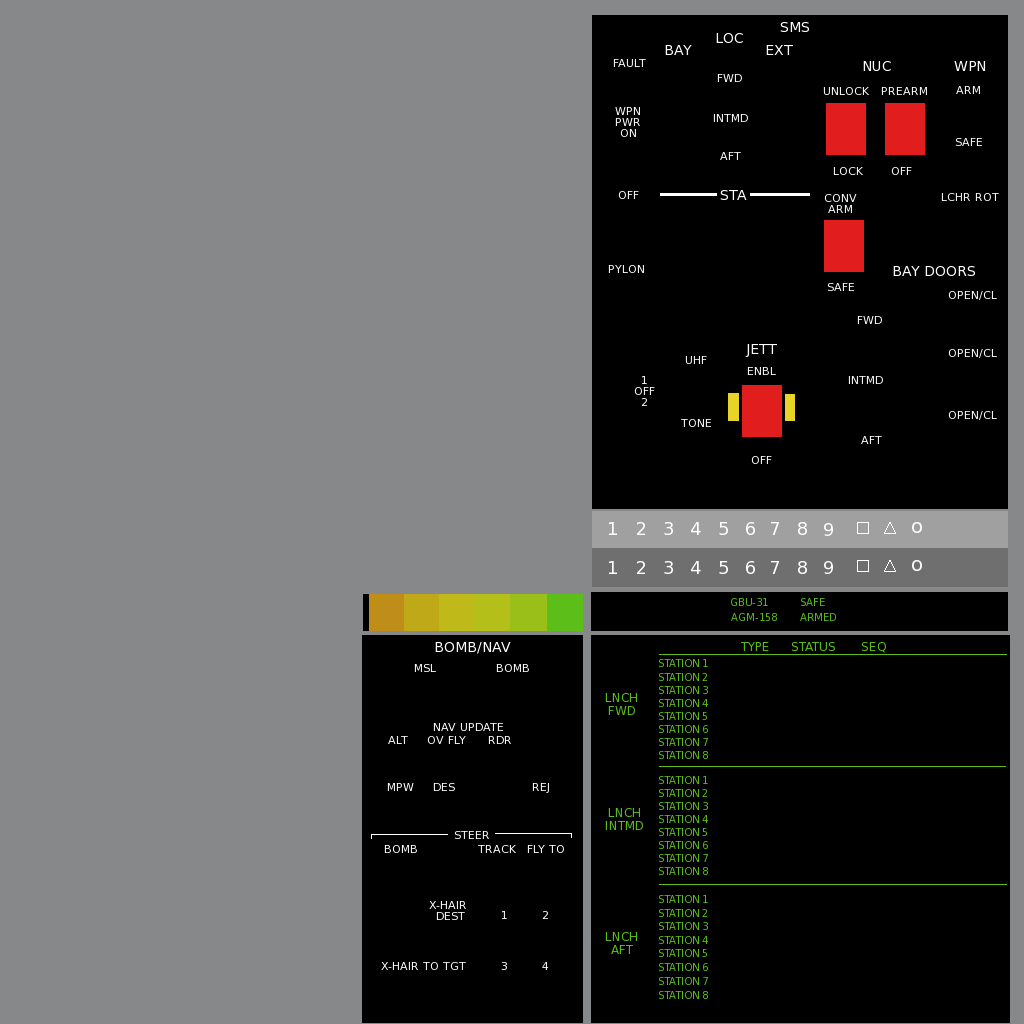 SMS
LOC
BAY
EXT
FAULT
NUC
WPN
FWD
UNLOCK PREARM
ARM
WPN
PWR
ON
INTMD
SAFE
AFT
LOCK
OFF
OFF
STA
CONV
ARM
LCHR ROT
PYLON
BAY DOORS
SAFE
OPEN/CL
FWD
JETT
UHF
ENBL
OPEN/CL
1
OFF
2
INTMD
TONE
OPEN/CL
AFT
OFF
1 2 3 4 5 6 7 8 9 □ △ O
1 2 3 4 5 6 7 8 9 □ △ O
GBU-31 SAFE
AGM-158 ARMED
BOMB/NAV
MSL BOMB
NAV UPDATE
ALT OV FLY RDR
MPW DES REJ
STEER
BOMB TRACK FLY TO
X-HAIR
DEST 1 2
X-HAIR TO TGT 3 4
TYPE STATUS SEQ
LNCH
FWD
STATION 1
STATION 2
STATION 3
STATION 4
STATION 5
STATION 6
STATION 7
STATION 8
LNCH
INTMD
STATION 1
STATION 2
STATION 3
STATION 4
STATION 5
STATION 6
STATION 7
STATION 8
LNCH
AFT
STATION 1
STATION 2
STATION 3
STATION 4
STATION 5
STATION 6
STATION 7
STATION 8